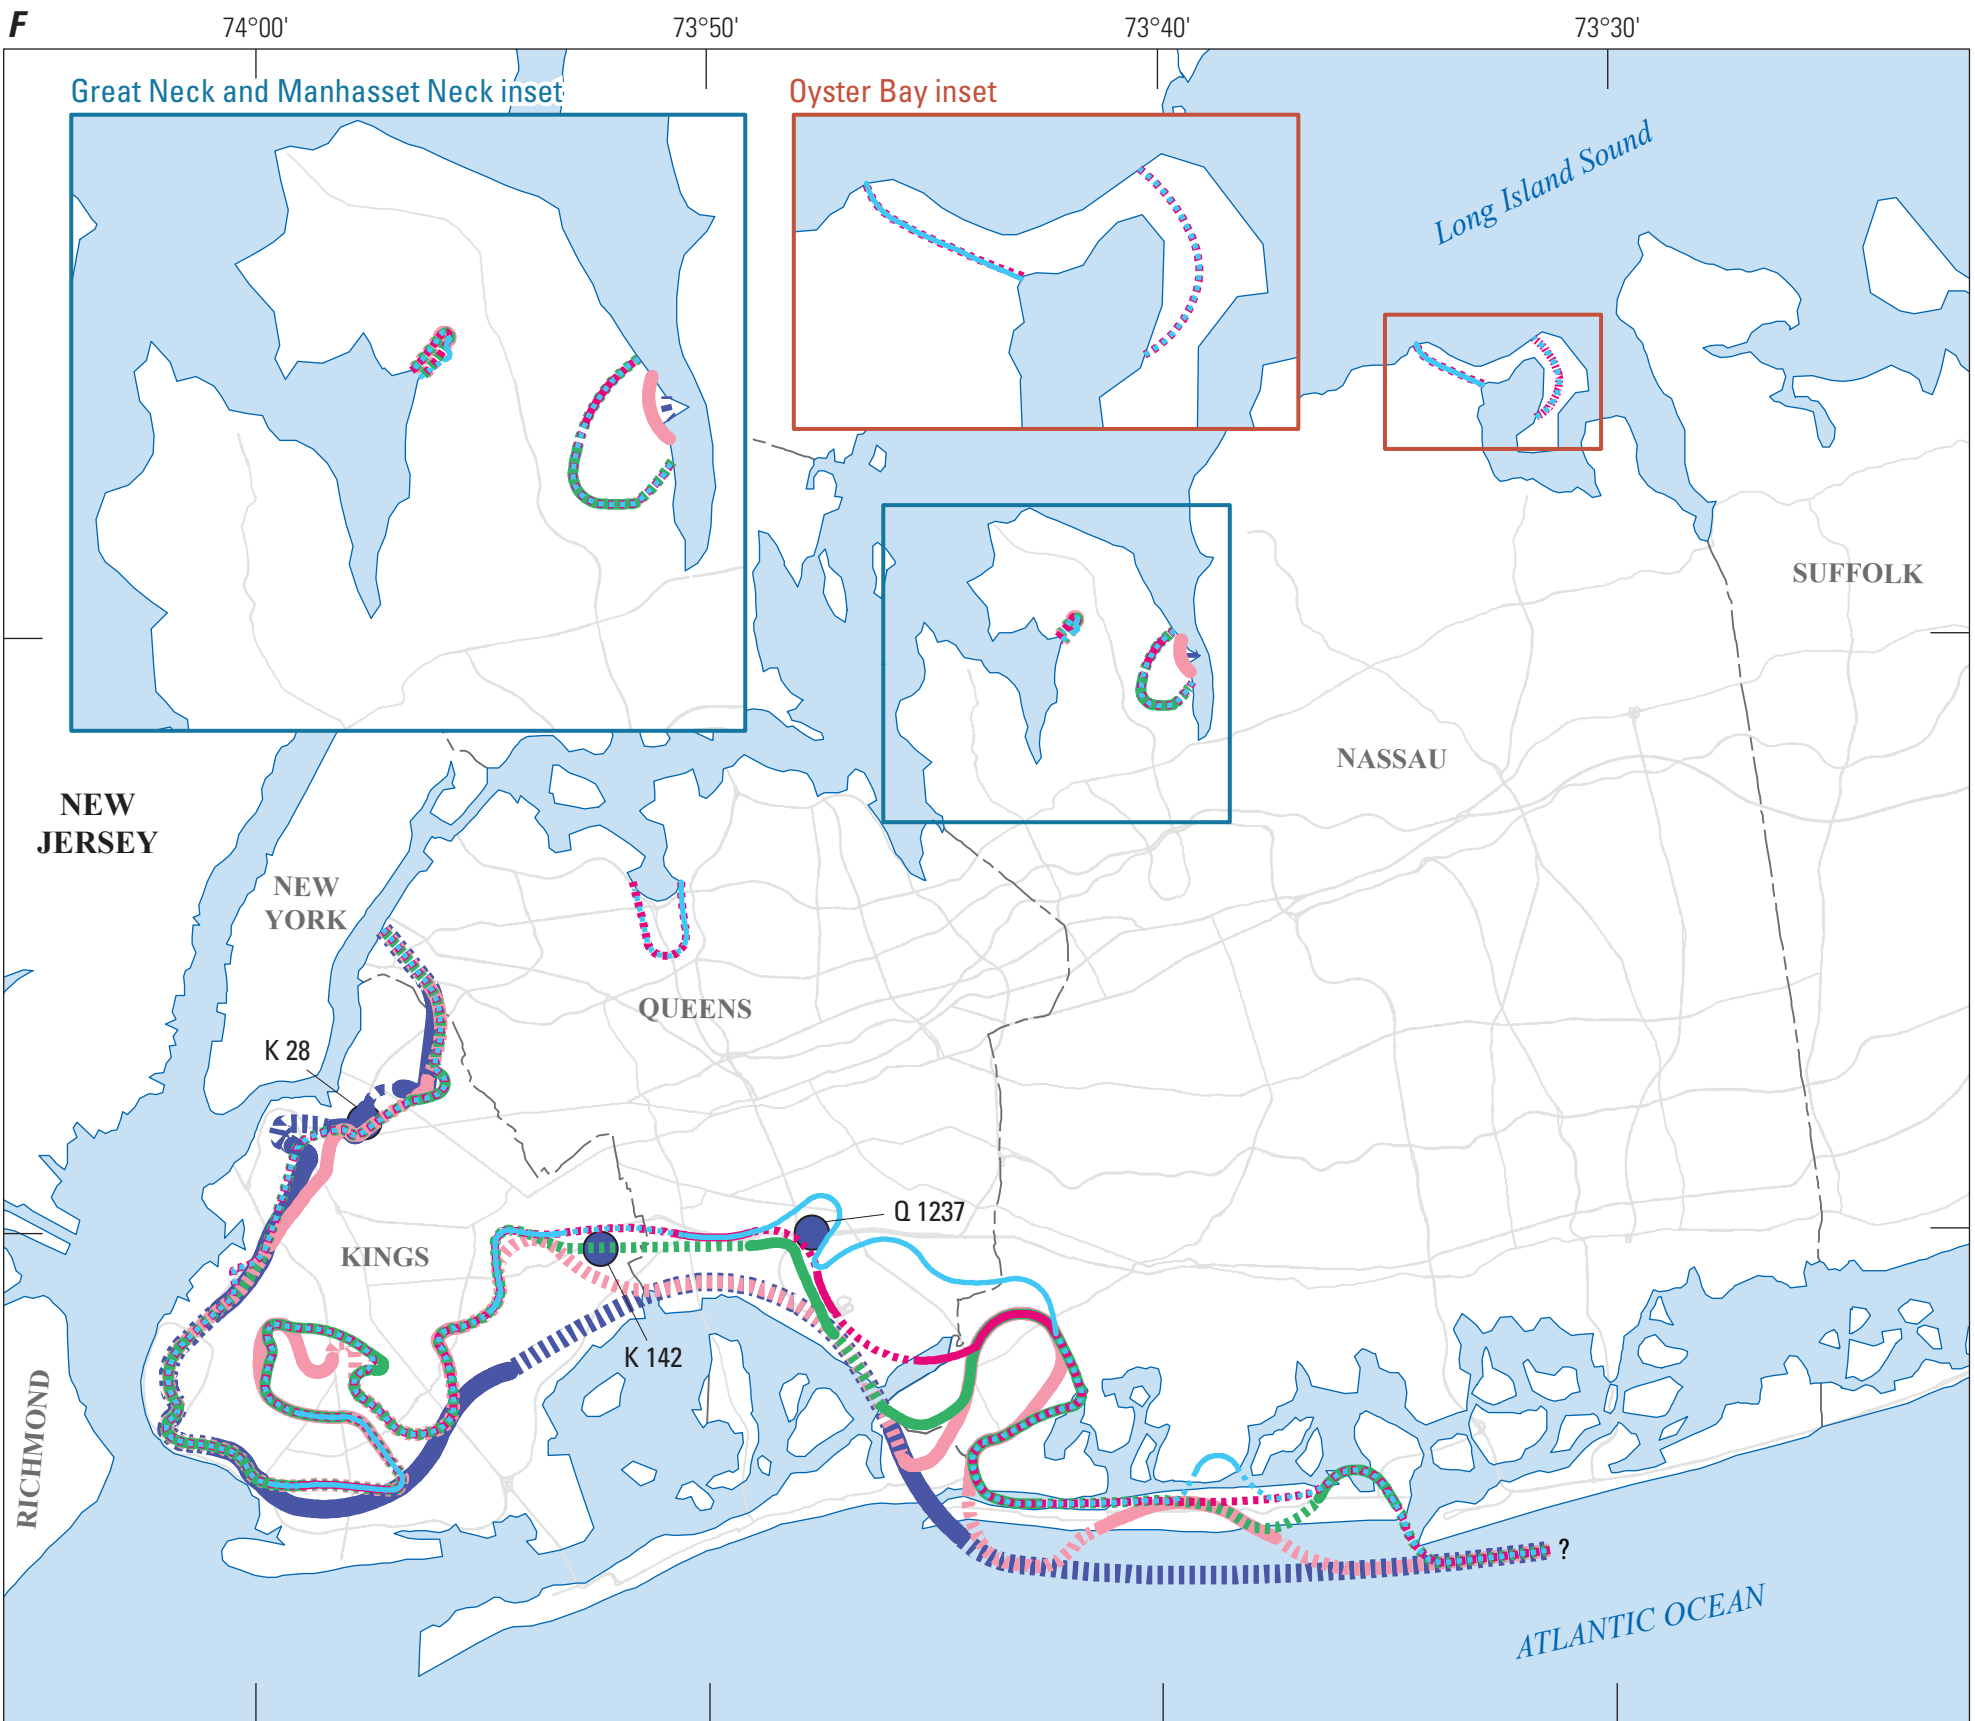 F
74°00'
73°50'
73°40'
73°30'
Great Neck and Manhasset Neck inset
Oyster Bay inset
Long Island Sound
SUFFOLK
NASSAU
NEW
JERSEY
NEW
YORK
QUEENS
K 28
Q 1237
KINGS
K 142
RICHMOND
?
ATLANTIC OCEAN